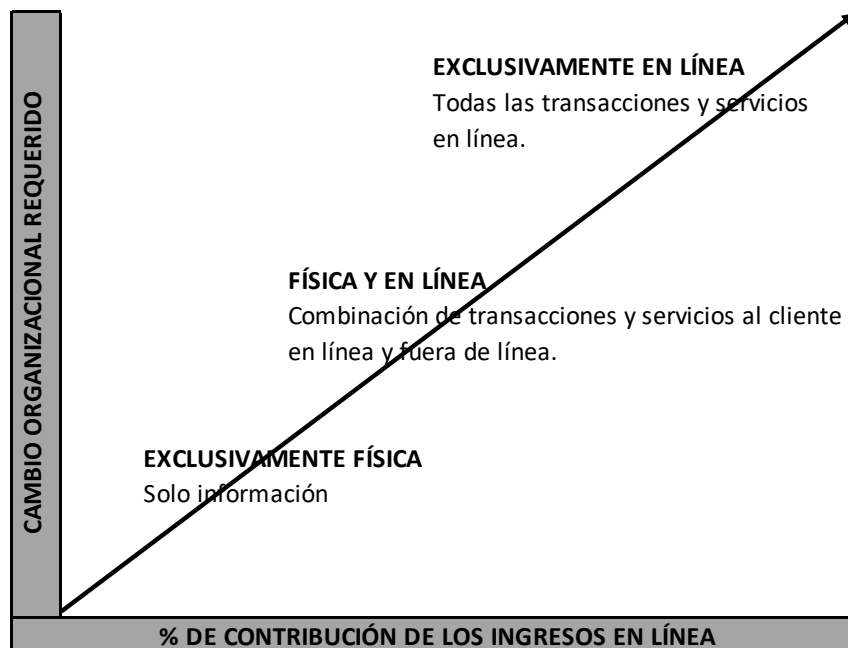 EXCLUSIVAMENTE EN LÍNEA
Todas las transacciones y servicios
en línea.
FÍSICA Y EN LÍNEA
Combinación de transacciones y servicios al cliente
en línea y fuera de línea.
EXCLUSIVAMENTE FÍSICA
Solo información
CAMBIO ORGANIZACIONAL REQUERIDO
% DE CONTRIBUCIÓN DE LOS INGRESOS EN LÍNEA